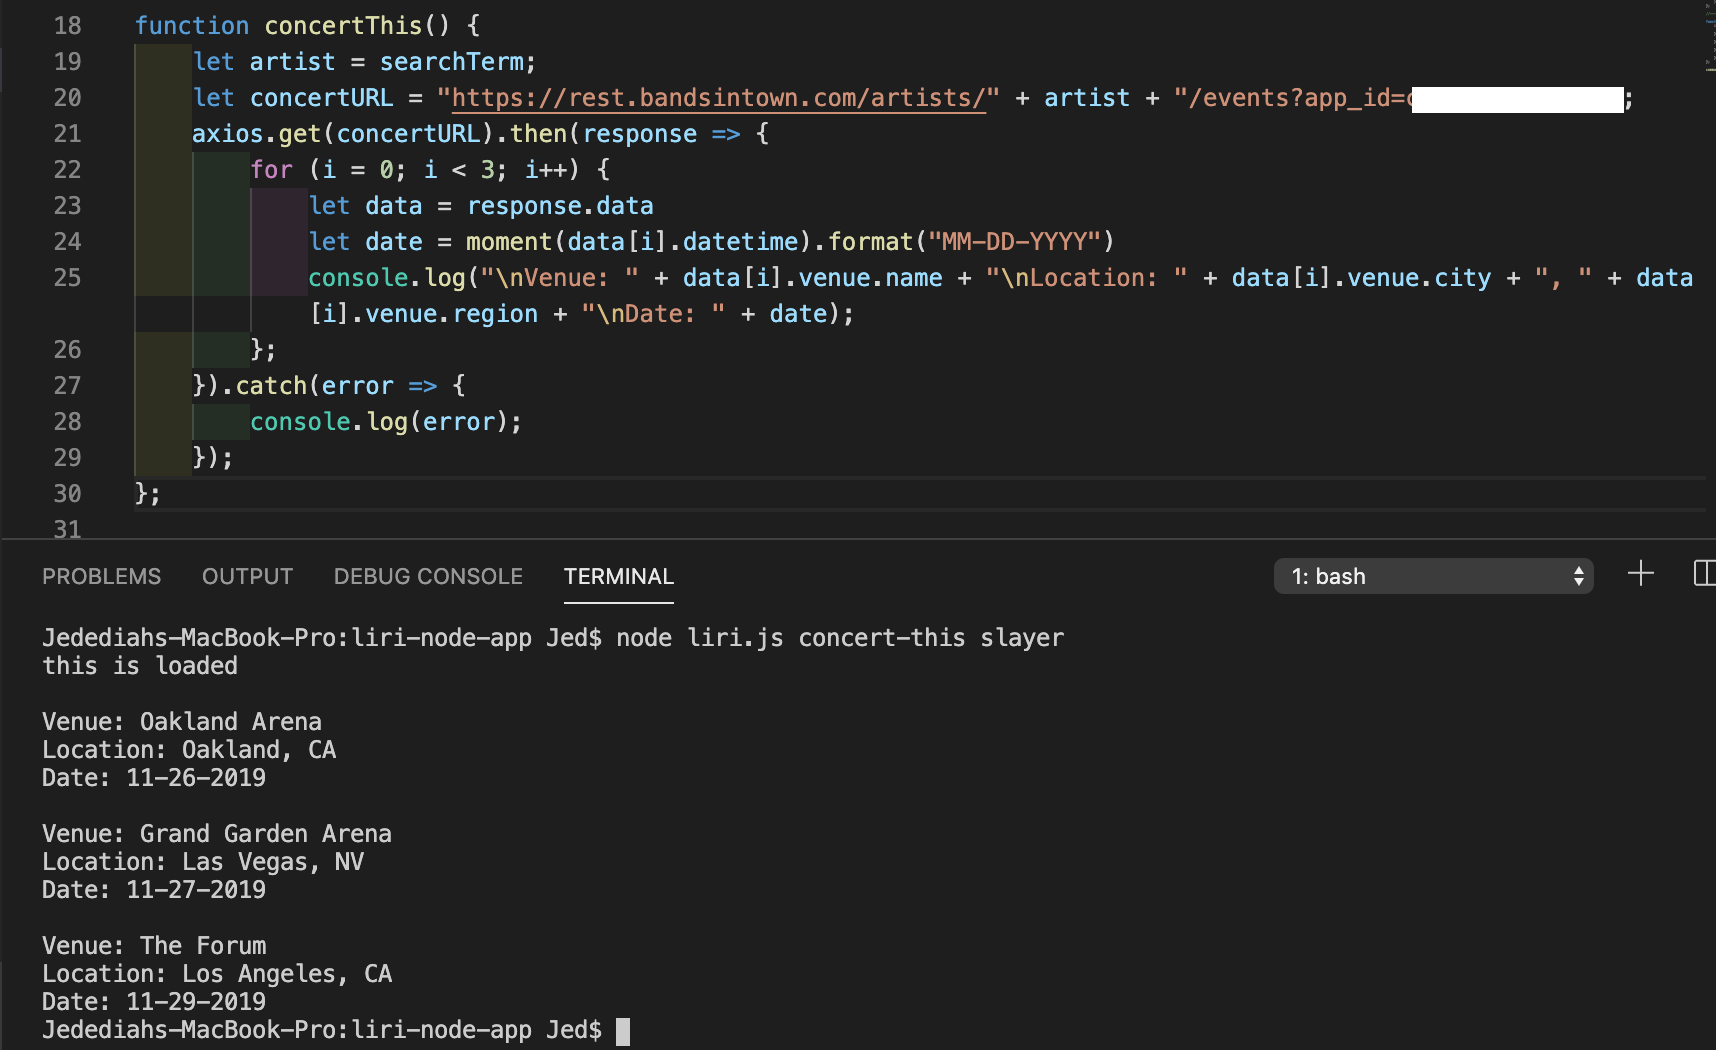 18 function concertThis() {
19 let artist = searchTerm;
20 let concertURL = "https://rest.bandsintown.com/artists/" + artist + "/events?app_id= ;
21 axios.get(concertURL).then(response => {
22 for (i = 0; i < 3; i++) {
23 let data = response.data
24 let date = moment(data[i].datetime).format("MM-DD-YYYY")
25 console.log("\nVenue: " + data[i].venue.name + "\nLocation: " + data[i].venue.city + ", " + data
[i].venue.region + "\nDate: " + date);
26 };
27 }).catch(error => {
28 console.log(error);
29 });
30 };
31
PROBLEMS OUTPUT DEBUG CONSOLE TERMINAL 1: bash
Jedediahs-MacBook-Pro:liri-node-app Jed$ node liri.js concert-this slayer
this is loaded
Venue: Oakland Arena
Location: Oakland, CA
Date: 11-26-2019
Venue: Grand Garden Arena
Location: Las Vegas, NV
Date: 11-27-2019
Venue: The Forum
Location: Los Angeles, CA
Date: 11-29-2019
Jedediahs-MacBook-Pro:liri-node-app Jed$